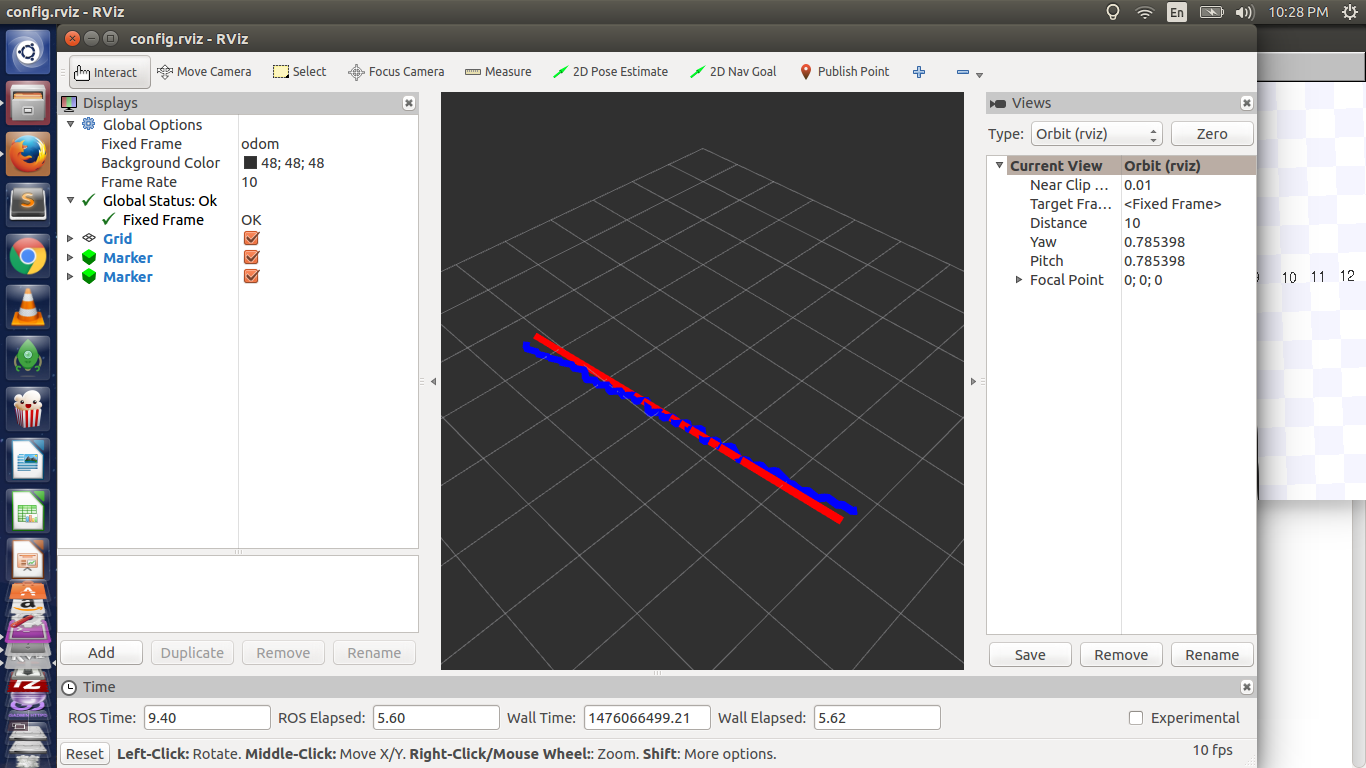 config.rviz - RViz
En
10:28 PM
config.rviz - RViz
Interact
Move Camera
Select
Focus Camera
Measure
2D Pose Estimate
2D Nav Goal
Publish Point
Displays
Global Options
Fixed Frame odom
Background Color 48; 48; 48
Frame Rate 10
Global Status: Ok
Fixed Frame OK
Grid
Marker
Marker
Add
Duplicate
Remove
Rename
Views
Type: Orbit (rviz) Zero
Current View Orbit (rviz)
Near Clip ... 0.01
Target Fra... <Fixed Frame>
Distance 10
Yaw 0.785398
Pitch 0.785398
Focal Point 0; 0; 0
Save
Remove
Rename
10 11 12
Time
ROS Time: 9.40 ROS Elapsed: 5.60 Wall Time: 1476066499.21 Wall Elapsed: 5.62 Experimental
Reset Left-Click: Rotate. Middle-Click: Move X/Y. Right-Click/Mouse Wheel:: Zoom. Shift: More options. 10 fps